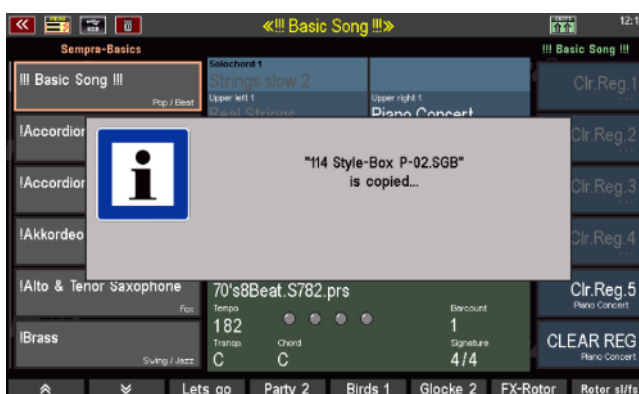 «!!! Basic Song !!!»
12:1
Sempra-Basics
!!! Basic Song !!!
!!! Basic Song !!!
Pop / Beat
Solochord 1
Strings slow 2
Upper left 1
Real Strings
Upper right 1
Piano Concert
Clr.Reg.1
!Accordior
Clr.Reg.2
!Accordior
Clr.Reg.3
!Akkordeo
Clr.Reg.4
"114 Style-Box P-02.SGB"
is copied...
!Alto & Tenor Saxophone
Fox
70's8Beat.S782.prs
Clr.Reg.5
Piano Concert
!Brass
Swing / Jazz
Tempo
182
Barcount
1
Transp.
C
Chord
C
Signature
4/4
CLEAR REG
Piano Concert
Lets go
Party 2
Birds 1
Glocke 2
FX-Rotor
Rotor sl/fs